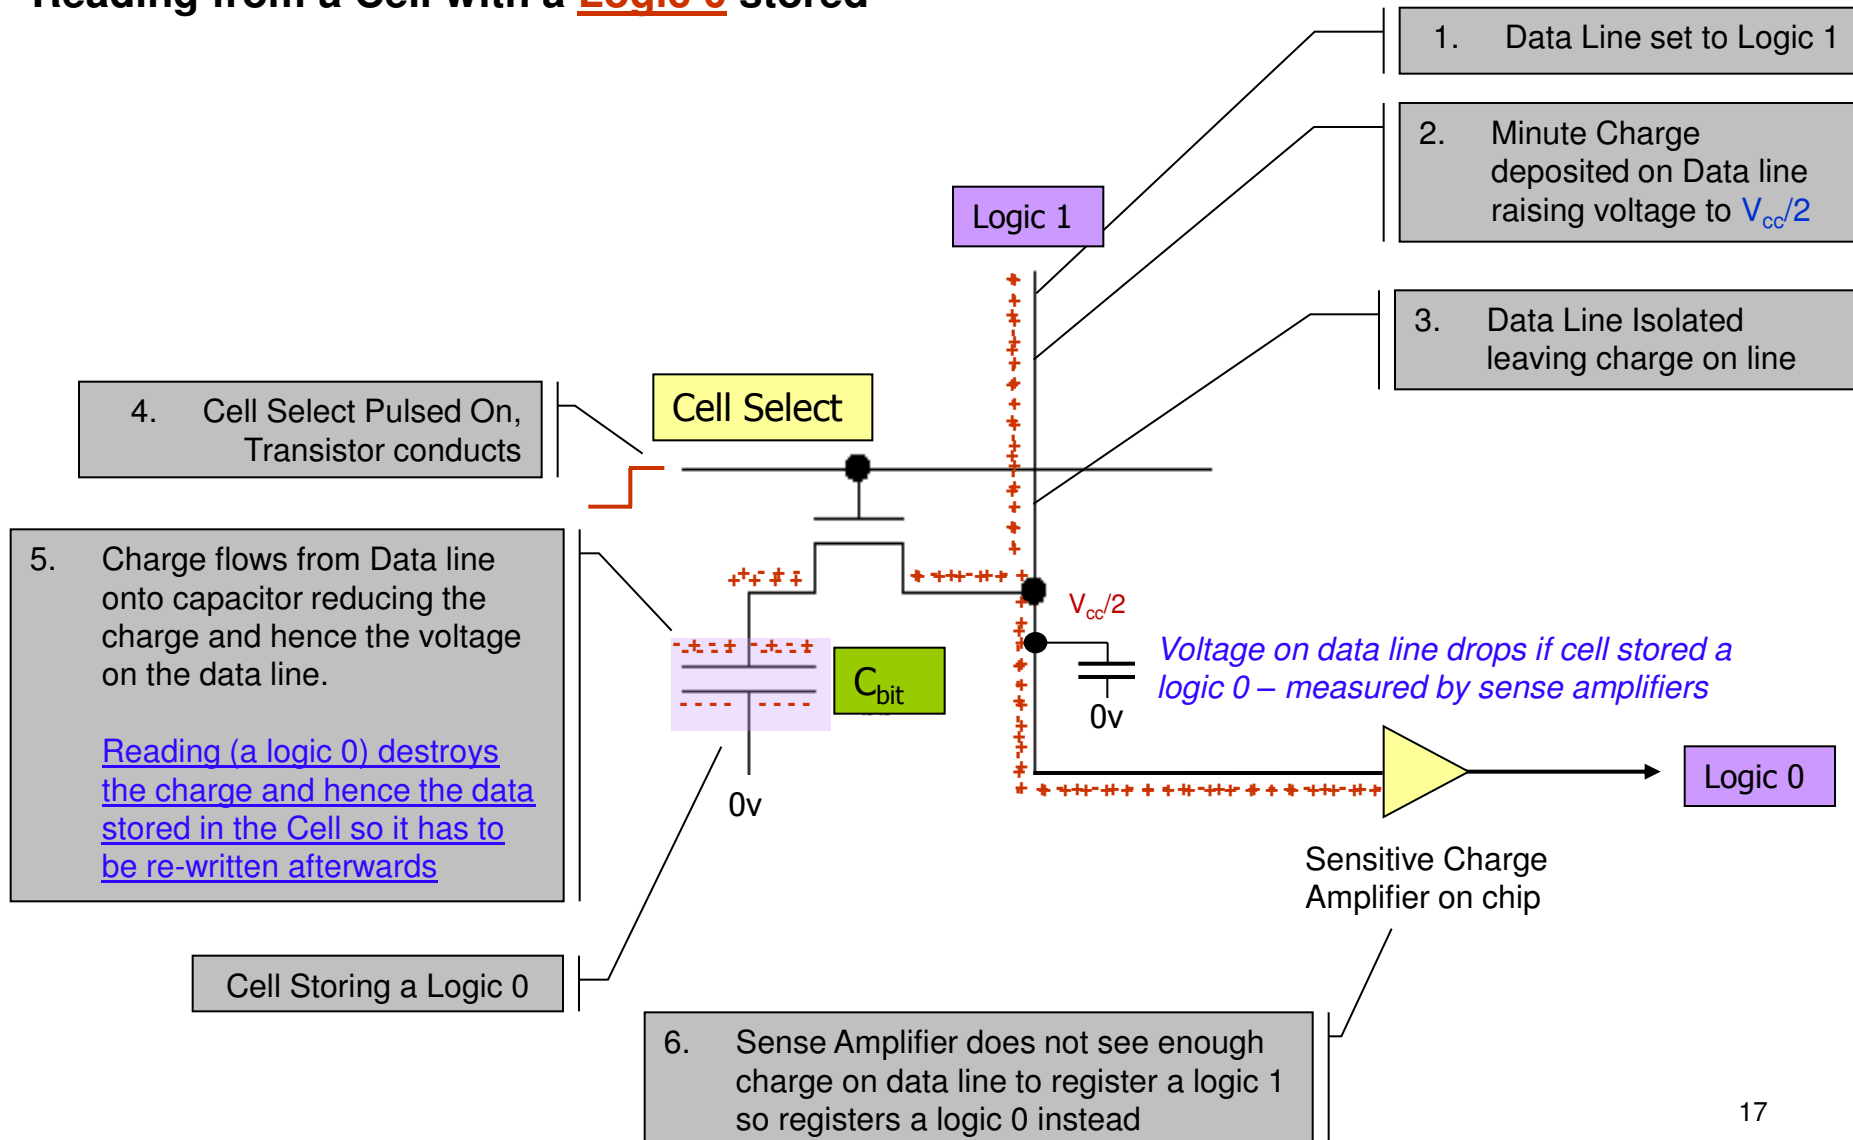 Reading from a Cell with a Logic 0 stored
1. Data Line set to Logic 1
2. Minute Charge
deposited on Data line
raising voltage to Vcc/2
Logic 1
3. Data Line Isolated
leaving charge on line
4. Cell Select Pulsed On,
Transistor conducts
Cell Select
5. Charge flows from Data line
onto capacitor reducing the
charge and hence the voltage
on the data line.
Reading (a logic 0) destroys
the charge and hence the data
stored in the Cell so it has to
be re-written afterwards
Vcc/2
Voltage on data line drops if cell stored a
logic 0 – measured by sense amplifiers
Cbit
0v
0v
Logic 0
Sensitive Charge
Amplifier on chip
Cell Storing a Logic 0
6. Sense Amplifier does not see enough
charge on data line to register a logic 1
so registers a logic 0 instead
17